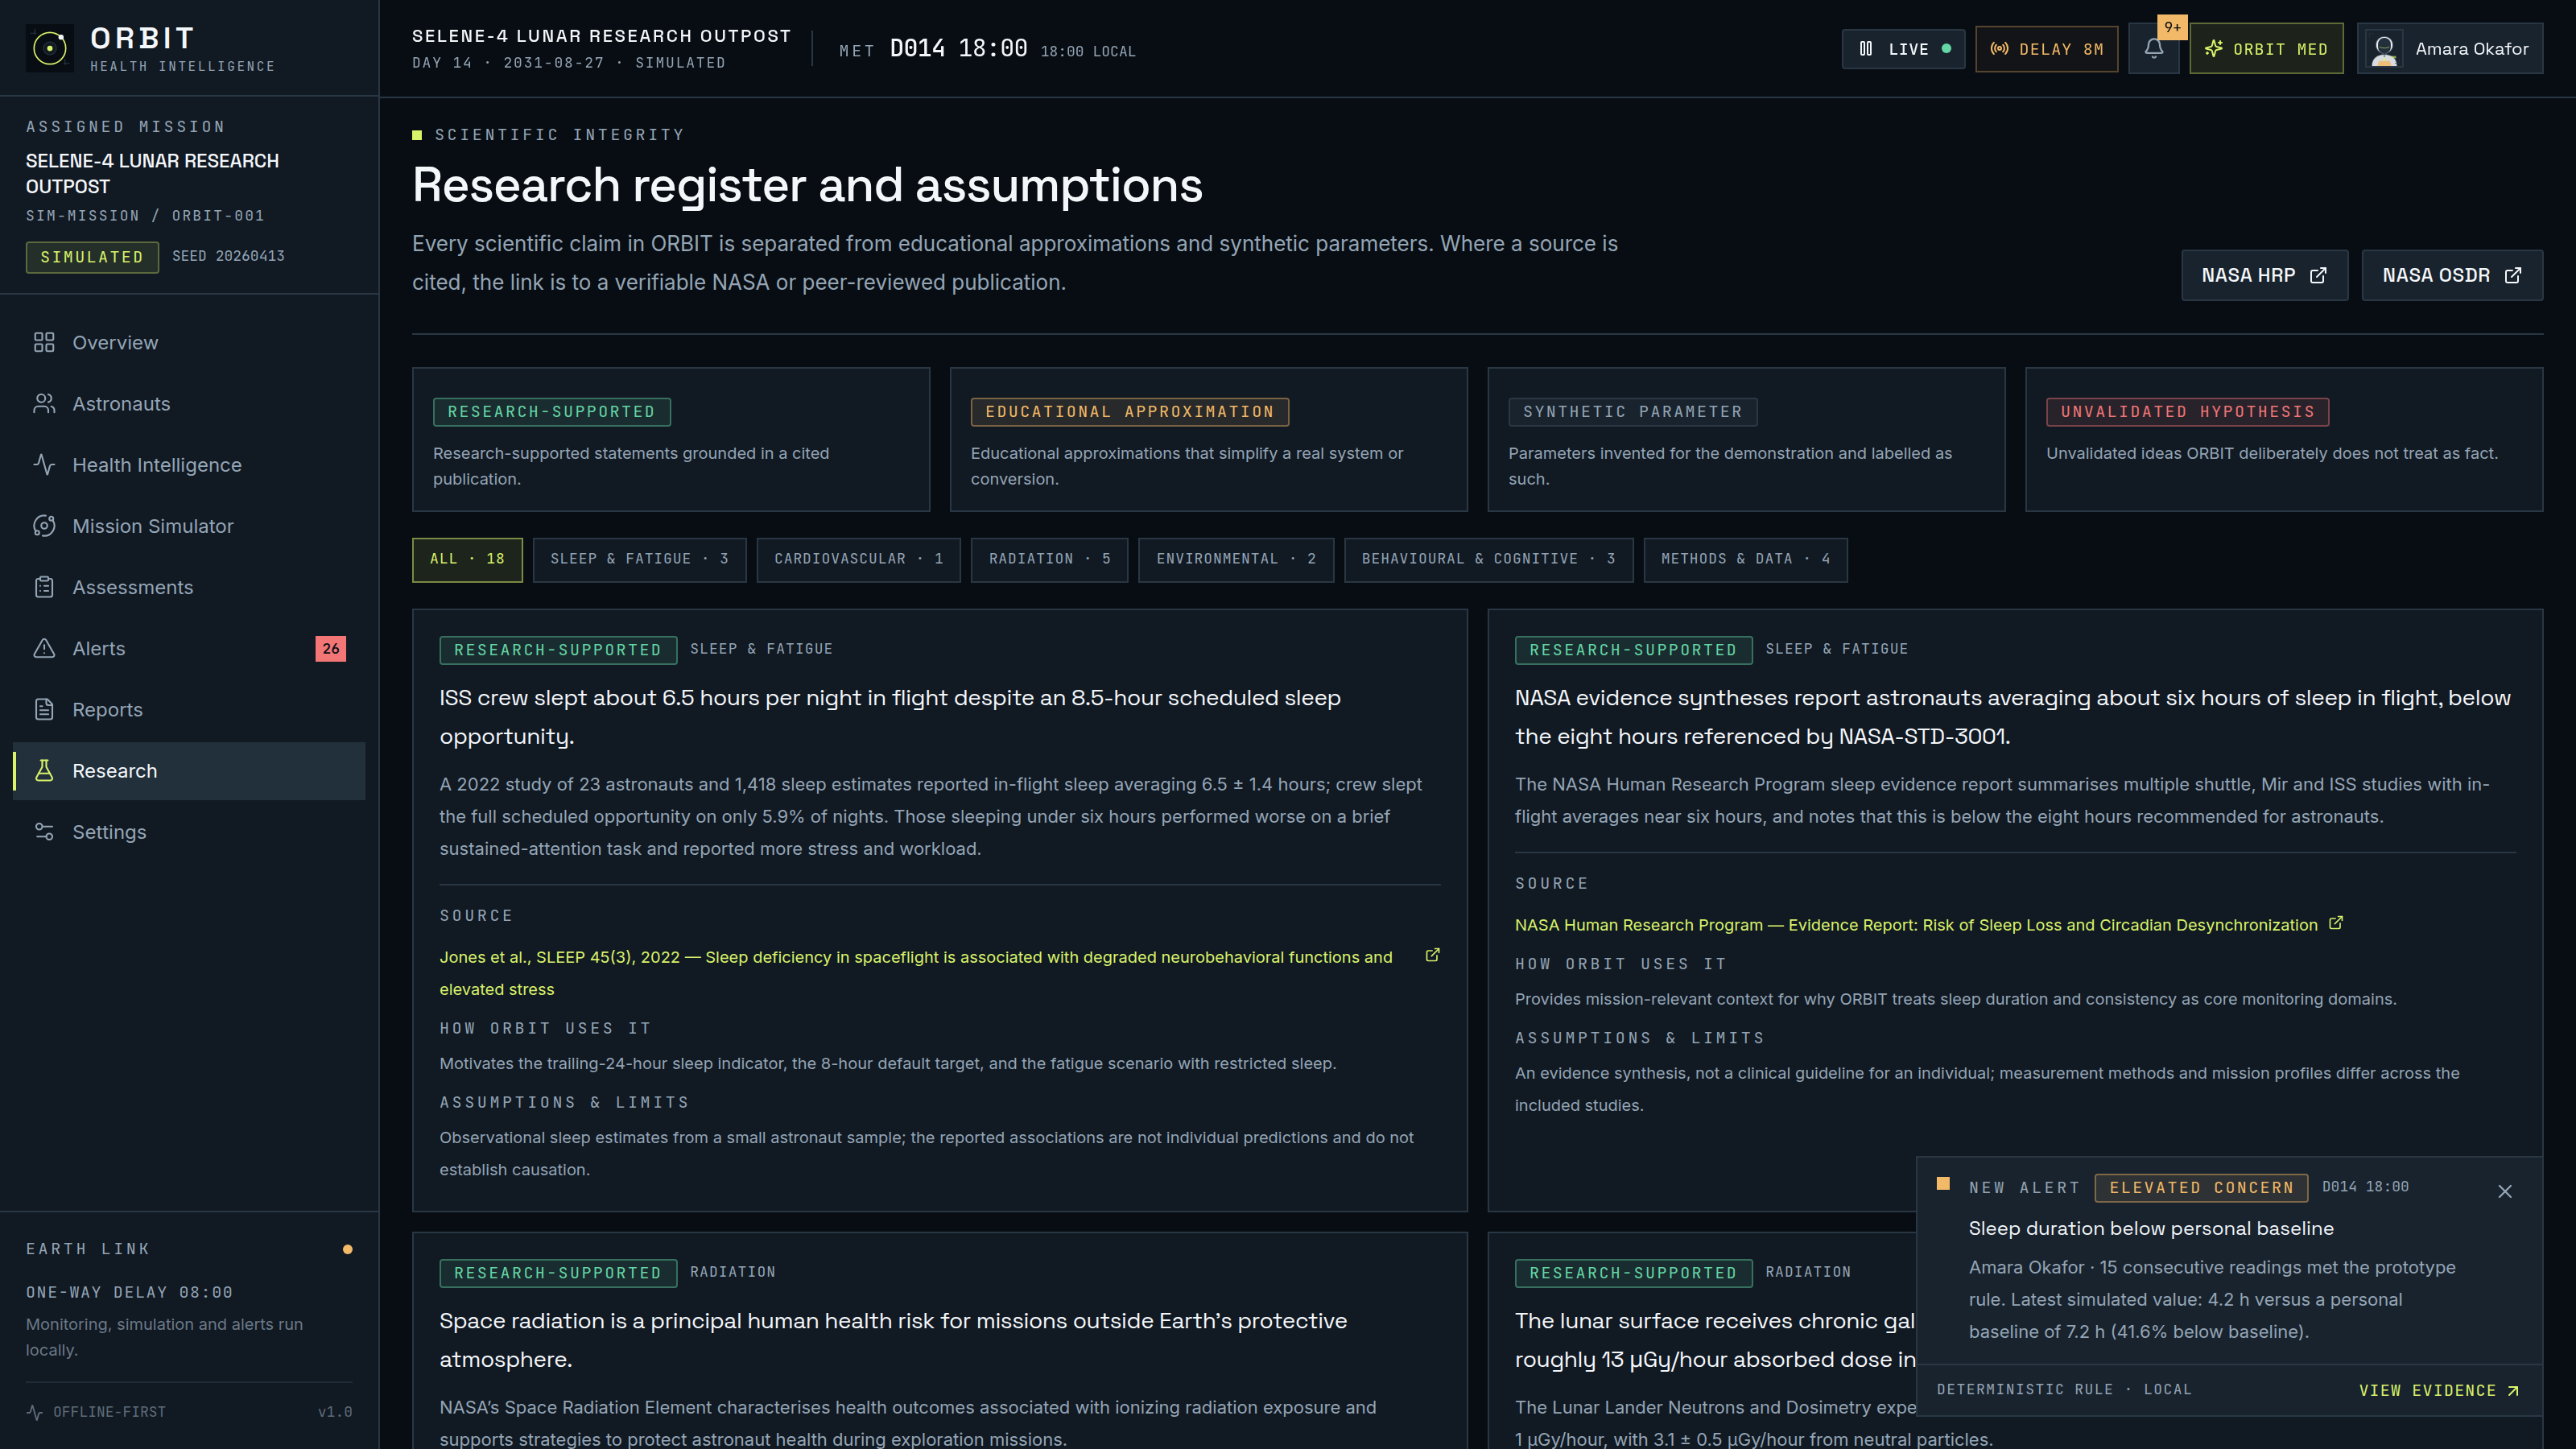 ORBIT
HEALTH INTELLIGENCE
ASSIGNED MISSION
SELENE-4 LUNAR RESEARCH
OUTPOST
SIM-MISSION / ORBIT-001
SIMULATED SEED 20260413
Overview
Astronauts
Health Intelligence
Mission Simulator
Assessments
Alerts 26
Reports
Research
Settings
EARTH LINK
ONE-WAY DELAY 08:00
Monitoring, simulation and alerts run
locally.
OFFLINE-FIRST v1.0
SELENE-4 LUNAR RESEARCH OUTPOST
DAY 14 · 2031-08-27 · SIMULATED
MET D014 18:00 18:00 LOCAL
LIVE
DELAY 8M
9+
ORBIT MED
Amara Okafor
SCIENTIFIC INTEGRITY
Research register and assumptions
Every scientific claim in ORBIT is separated from educational approximations and synthetic parameters. Where a source is
cited, the link is to a verifiable NASA or peer-reviewed publication.
NASA HRP
NASA OSDR
RESEARCH-SUPPORTED
Research-supported statements grounded in a cited
publication.
EDUCATIONAL APPROXIMATION
Educational approximations that simplify a real system or
conversion.
SYNTHETIC PARAMETER
Parameters invented for the demonstration and labelled as
such.
UNVALIDATED HYPOTHESIS
Unvalidated ideas ORBIT deliberately does not treat as fact.
ALL · 18
SLEEP & FATIGUE · 3
CARDIOVASCULAR · 1
RADIATION · 5
ENVIRONMENTAL · 2
BEHAVIOURAL & COGNITIVE · 3
METHODS & DATA · 4
RESEARCH-SUPPORTED SLEEP & FATIGUE
ISS crew slept about 6.5 hours per night in flight despite an 8.5-hour scheduled sleep
opportunity.
A 2022 study of 23 astronauts and 1,418 sleep estimates reported in-flight sleep averaging 6.5 ± 1.4 hours; crew slept
the full scheduled opportunity on only 5.9% of nights. Those sleeping under six hours performed worse on a brief
sustained-attention task and reported more stress and workload.
SOURCE
Jones et al., SLEEP 45(3), 2022 — Sleep deficiency in spaceflight is associated with degraded neurobehavioral functions and
elevated stress
HOW ORBIT USES IT
Motivates the trailing-24-hour sleep indicator, the 8-hour default target, and the fatigue scenario with restricted sleep.
ASSUMPTIONS & LIMITS
Observational sleep estimates from a small astronaut sample; the reported associations are not individual predictions and do not
establish causation.
RESEARCH-SUPPORTED SLEEP & FATIGUE
NASA evidence syntheses report astronauts averaging about six hours of sleep in flight, below
the eight hours referenced by NASA-STD-3001.
The NASA Human Research Program sleep evidence report summarises multiple shuttle, Mir and ISS studies with in-
flight averages near six hours, and notes that this is below the eight hours recommended for astronauts.
SOURCE
NASA Human Research Program — Evidence Report: Risk of Sleep Loss and Circadian Desynchronization
HOW ORBIT USES IT
Provides mission-relevant context for why ORBIT treats sleep duration and consistency as core monitoring domains.
ASSUMPTIONS & LIMITS
An evidence synthesis, not a clinical guideline for an individual; measurement methods and mission profiles differ across the
included studies.
RESEARCH-SUPPORTED RADIATION
Space radiation is a principal human health risk for missions outside Earth's protective
atmosphere.
NASA's Space Radiation Element characterises health outcomes associated with ionizing radiation exposure and
supports strategies to protect astronaut health during exploration missions.
RESEARCH-SUPPORTED RADIATION
The lunar surface receives chronic gal
roughly 13 µGy/hour absorbed dose in
The Lunar Lander Neutrons and Dosimetry expe
1 µGy/hour, with 3.1 ± 0.5 µGy/hour from neutral particles.
NEW ALERT ELEVATED CONCERN D014 18:00
Sleep duration below personal baseline
Amara Okafor · 15 consecutive readings met the prototype
rule. Latest simulated value: 4.2 h versus a personal
baseline of 7.2 h (41.6% below baseline).
DETERMINISTIC RULE · LOCAL
VIEW EVIDENCE